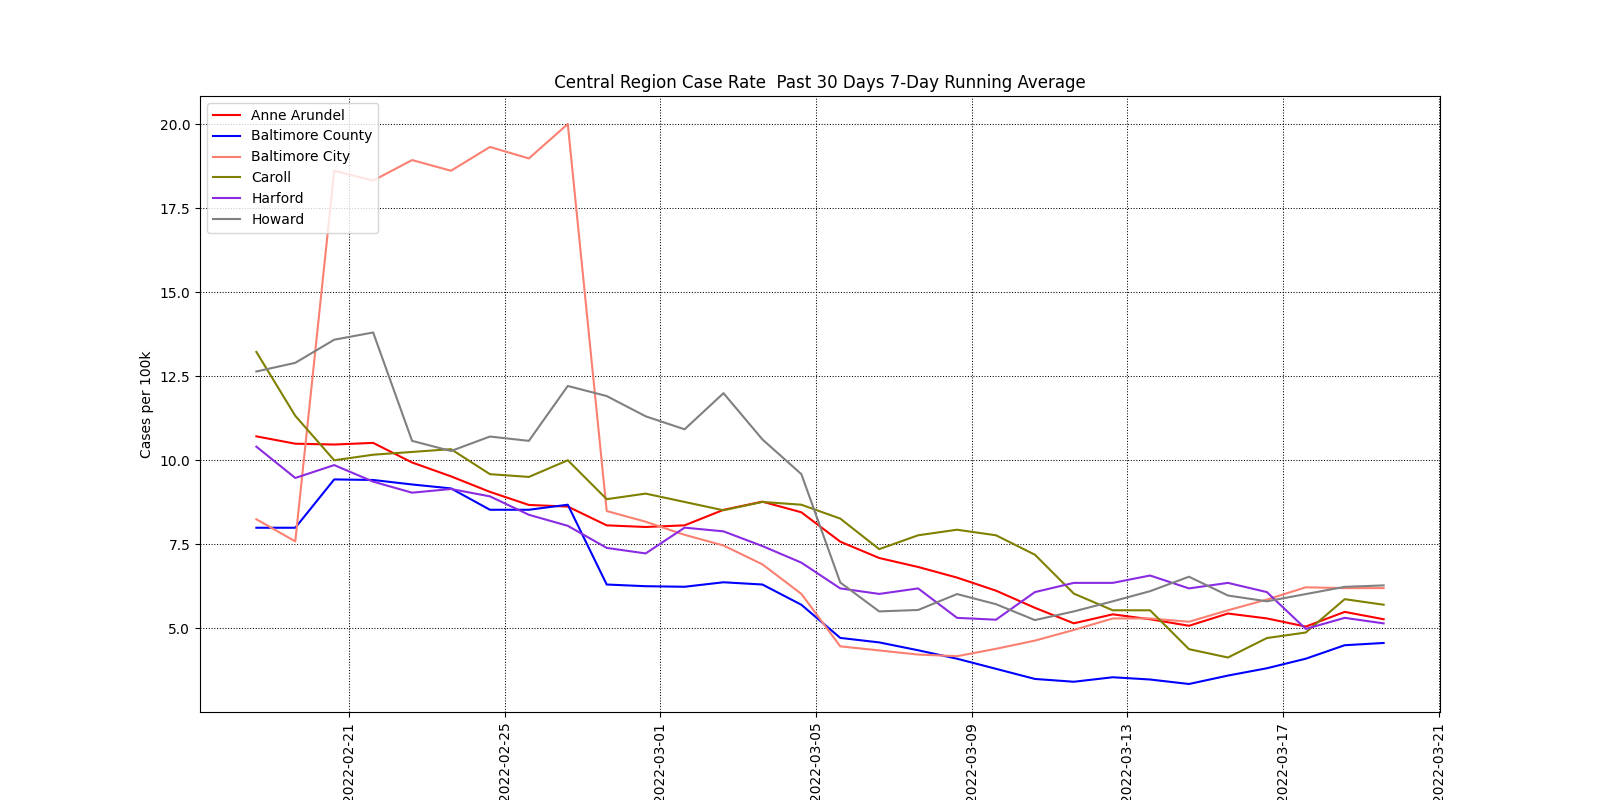 Central Region Case Rate  Past 30 Days 7-Day Running Average
Anne Arundel
Baltimore County
Baltimore City
Caroll
Harford
Howard
20.0
17.5
15.0
12.5
10.0
7.5
5.0
Cases per 100k
2022-02-21
2022-02-25
2022-03-01
2022-03-05
2022-03-09
2022-03-13
2022-03-17
2022-03-21